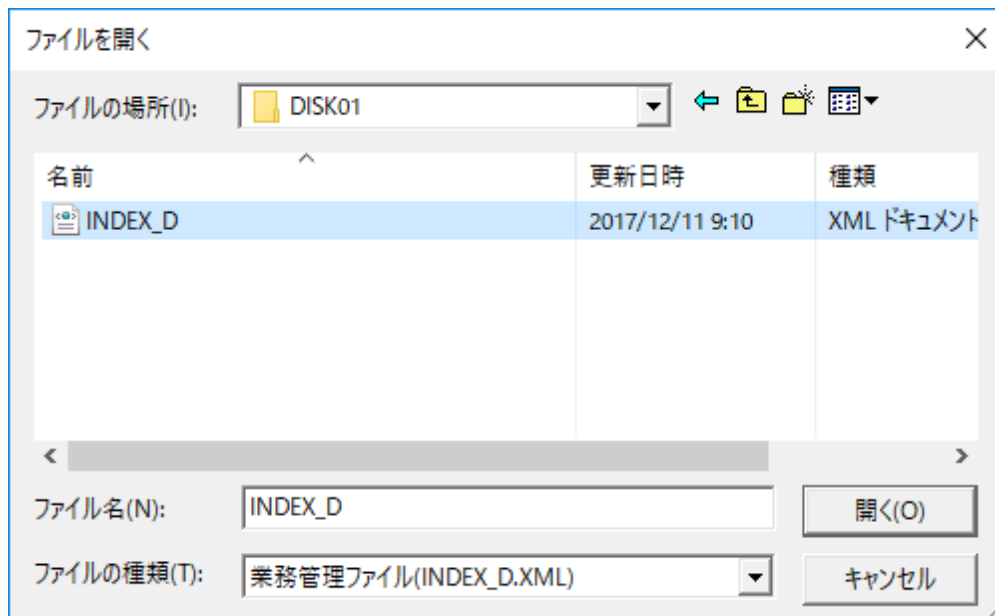 ファイルを開く
ファイルの場所(I): DISK01
名前 更新日時 種類
INDEX_D 2017/12/11 9:10 XML ドキュメント
ファイル名(N): INDEX_D 開く(O)
ファイルの種類(T): 業務管理ファイル(INDEX_D.XML) キャンセル